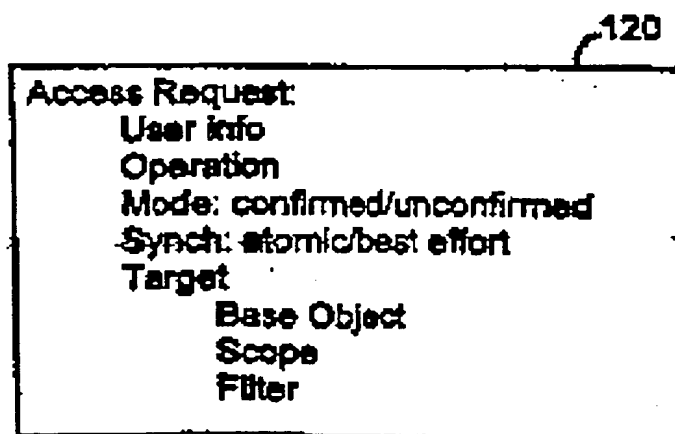 120
Access Request:
User info
Operation
Mode: confirmed/unconfirmed
Synch: atomic/best effort
Target
Base Object
Scope
Filter